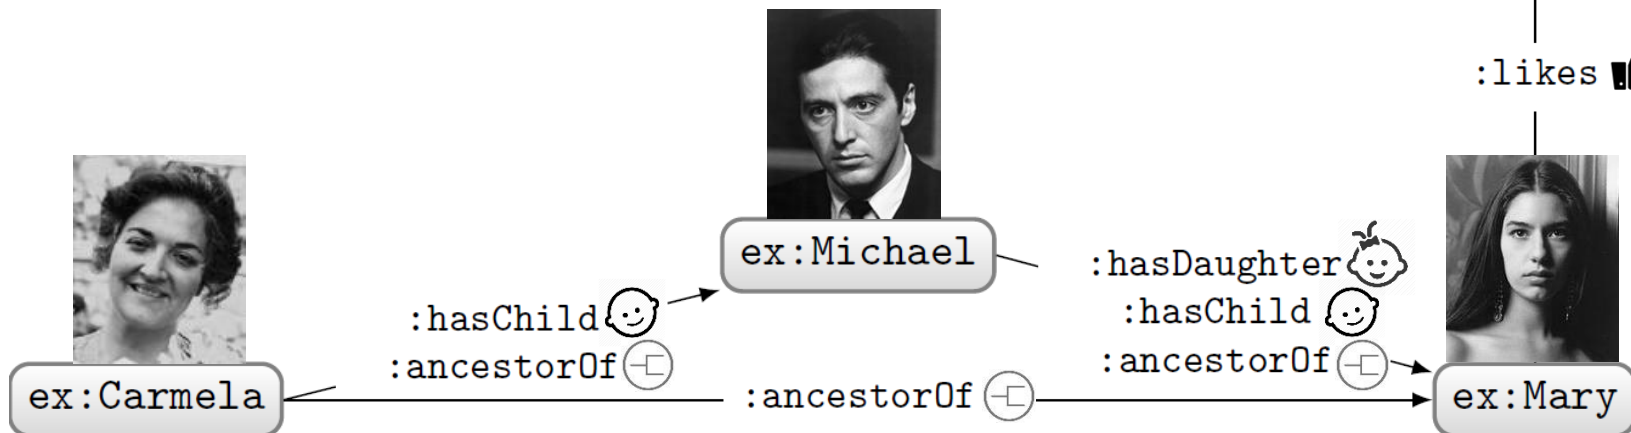 :likes
ex:Michael
:hasDaughter
:hasChild
:hasChild
:ancestorOf
:ancestorOf
ex:Carmela
:ancestorOf
ex:Mary